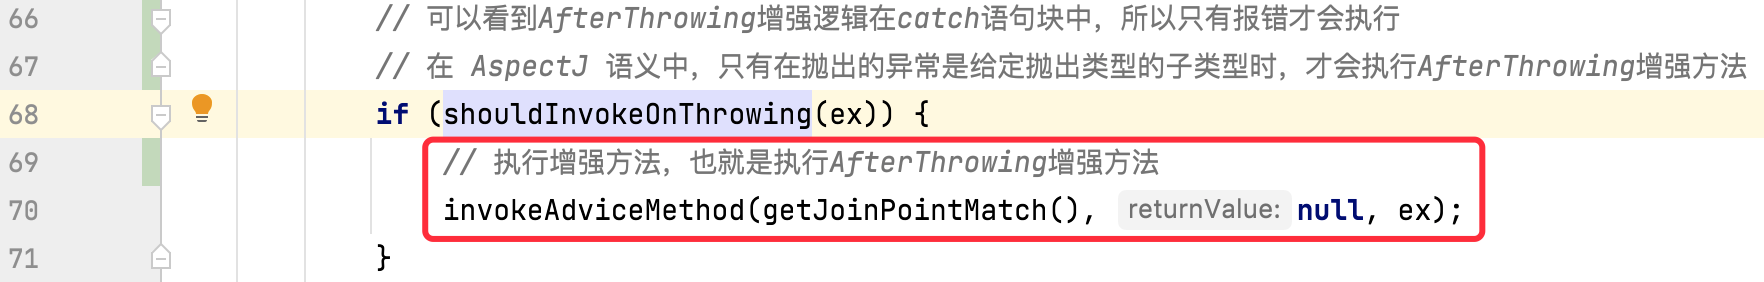 66 // 可以看到AfterThrowing增强逻辑在catch语句块中，所以只有报错才会执行
67 // 在 AspectJ 语义中，只有在抛出的异常是给定抛出类型的子类型时，才会执行AfterThrowing增强方法
68 if (shouldInvokeOnThrowing(ex)) {
69 // 执行增强方法，也就是执行AfterThrowing增强方法
70 invokeAdviceMethod(getJoinPointMatch(), returnValue: null, ex);
71 }